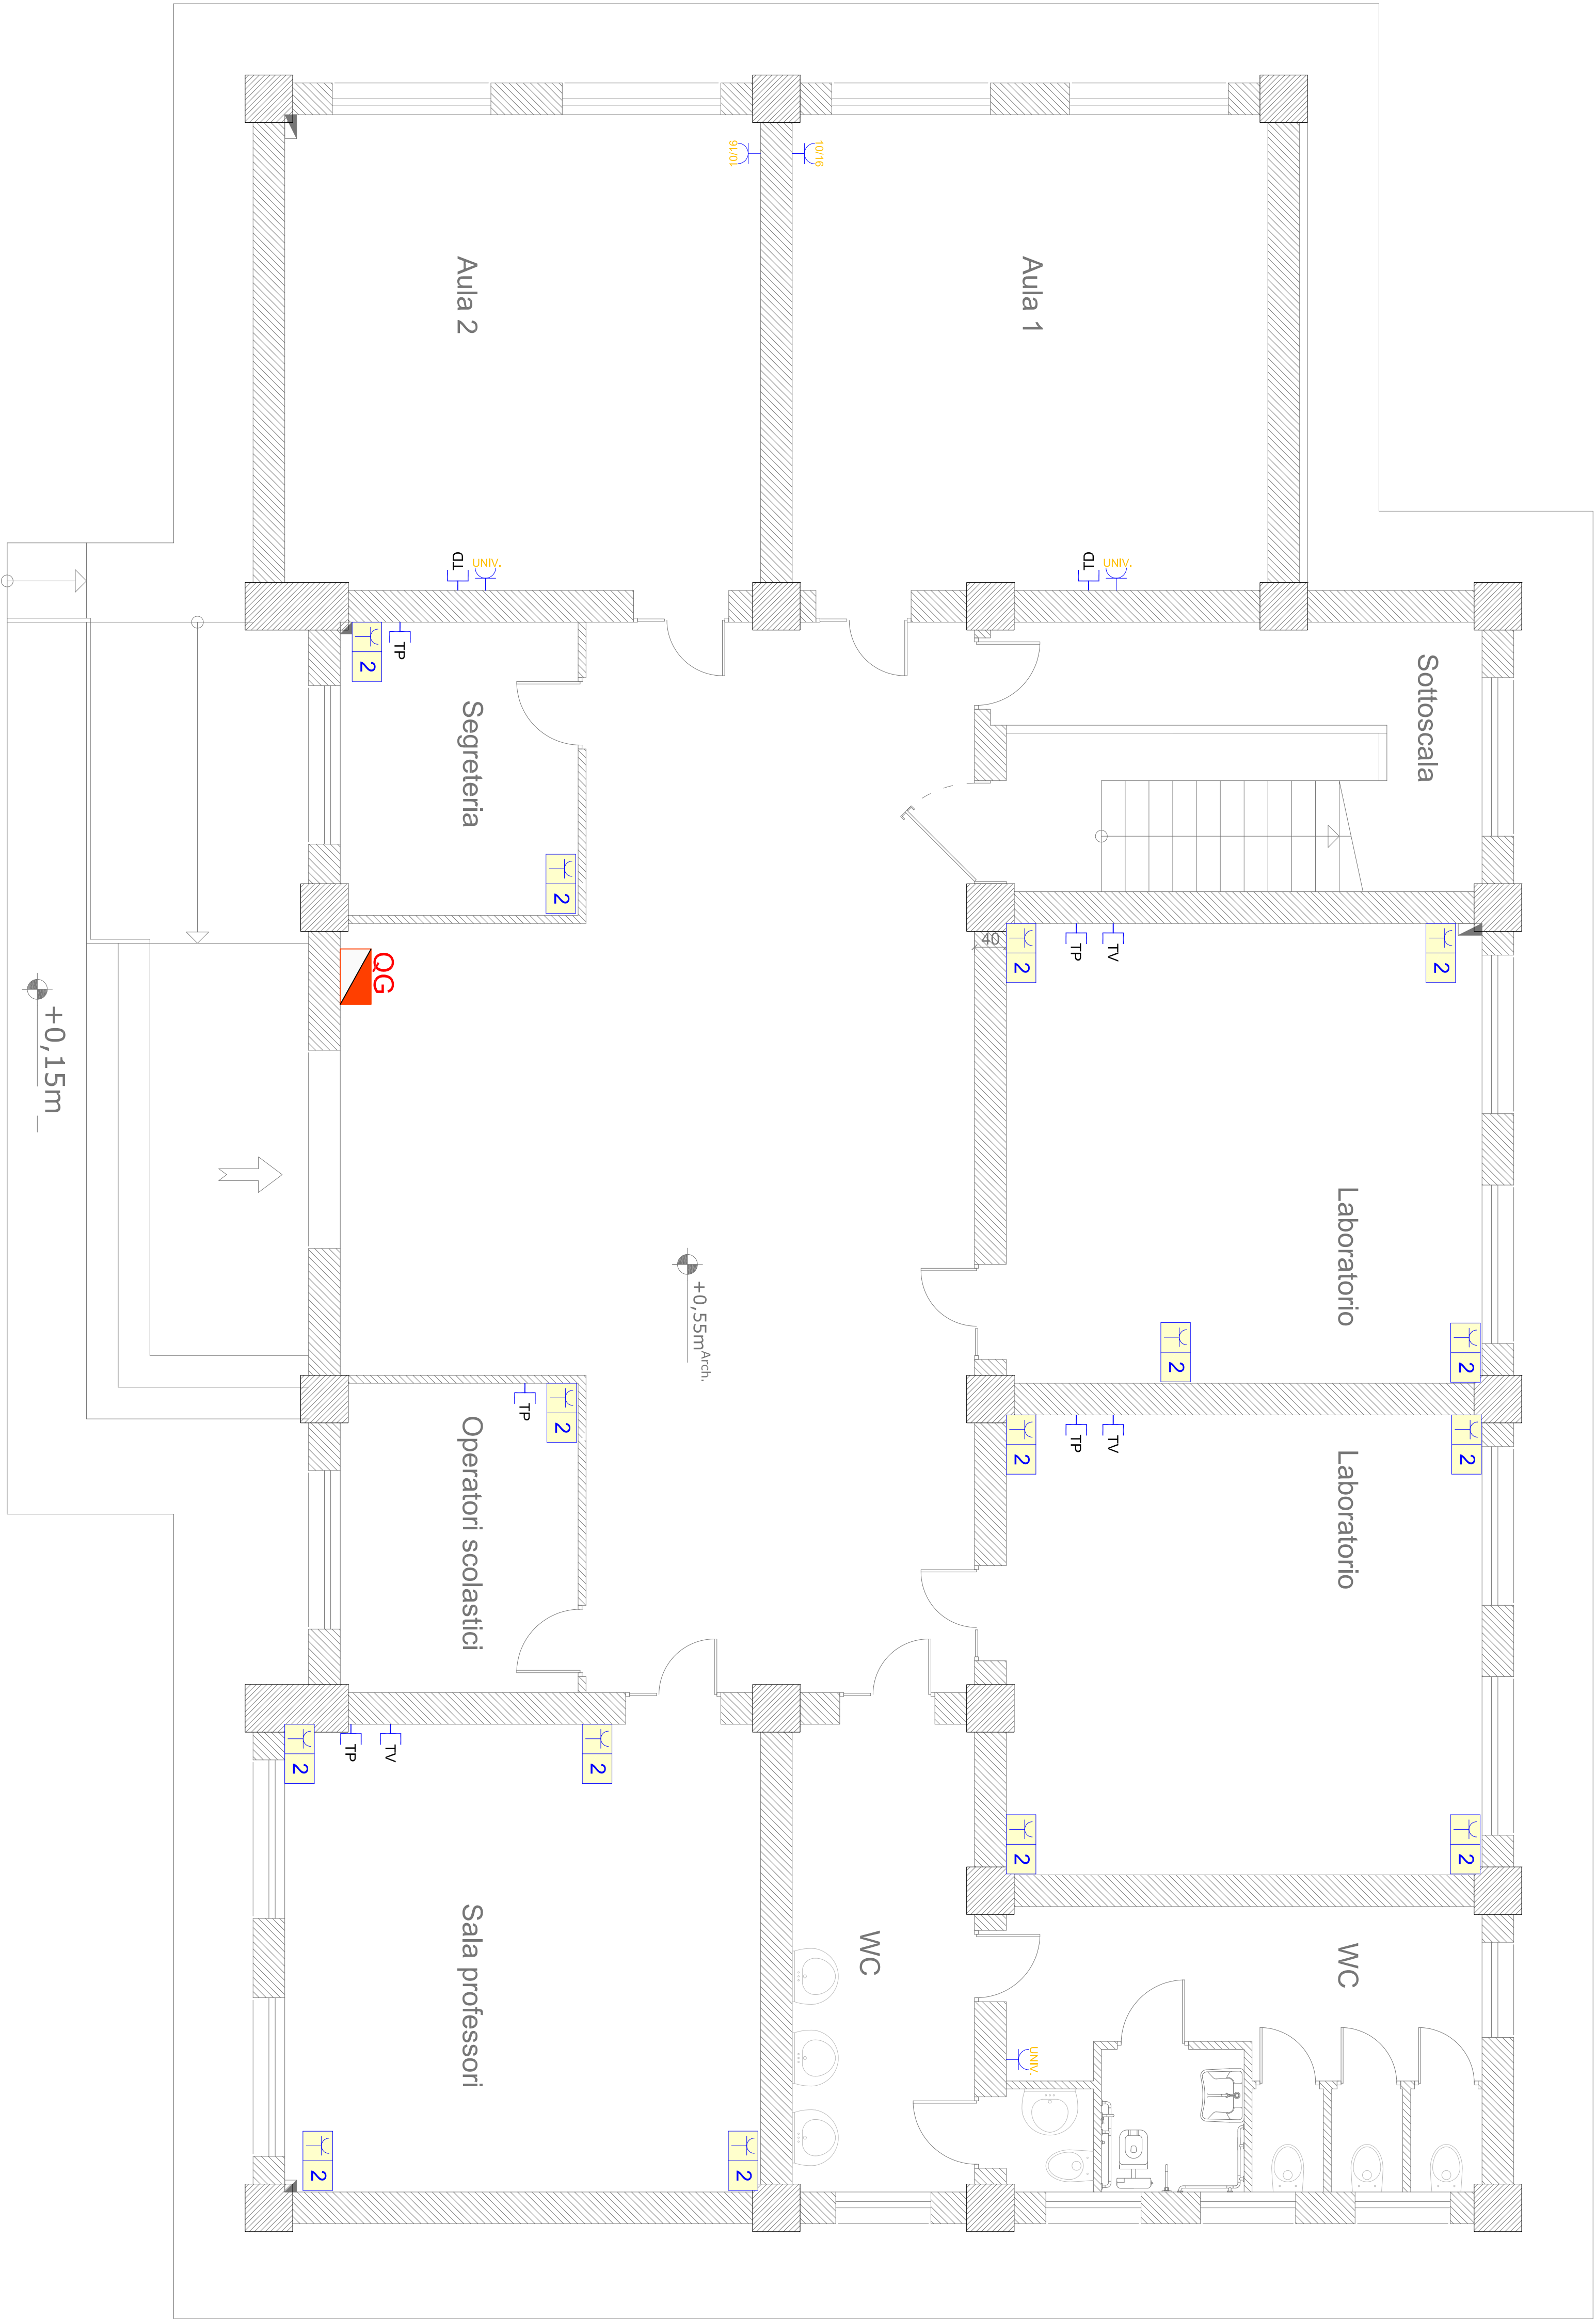 Sottoscala
2
2
2
2
Laboratorio
Laboratorio
WC
2
UNIV.
TV
TV
TD
TP
TP
Aula 1
UNIV.
2
2
2
40
WC
10/16
2
10/16
+0,55m Arch.
2
2
2
TP
UNIV.
Aula 2
Segreteria
Operatori scolastici
Sala professori
TD
TP
TV
QG
2
TP
2
2
+0,15m